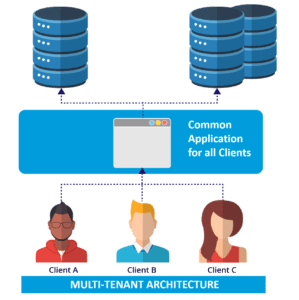 Common
Application
for all Clients
Client A
Client B
Client C
MULTI-TENANT ARCHITECTURE